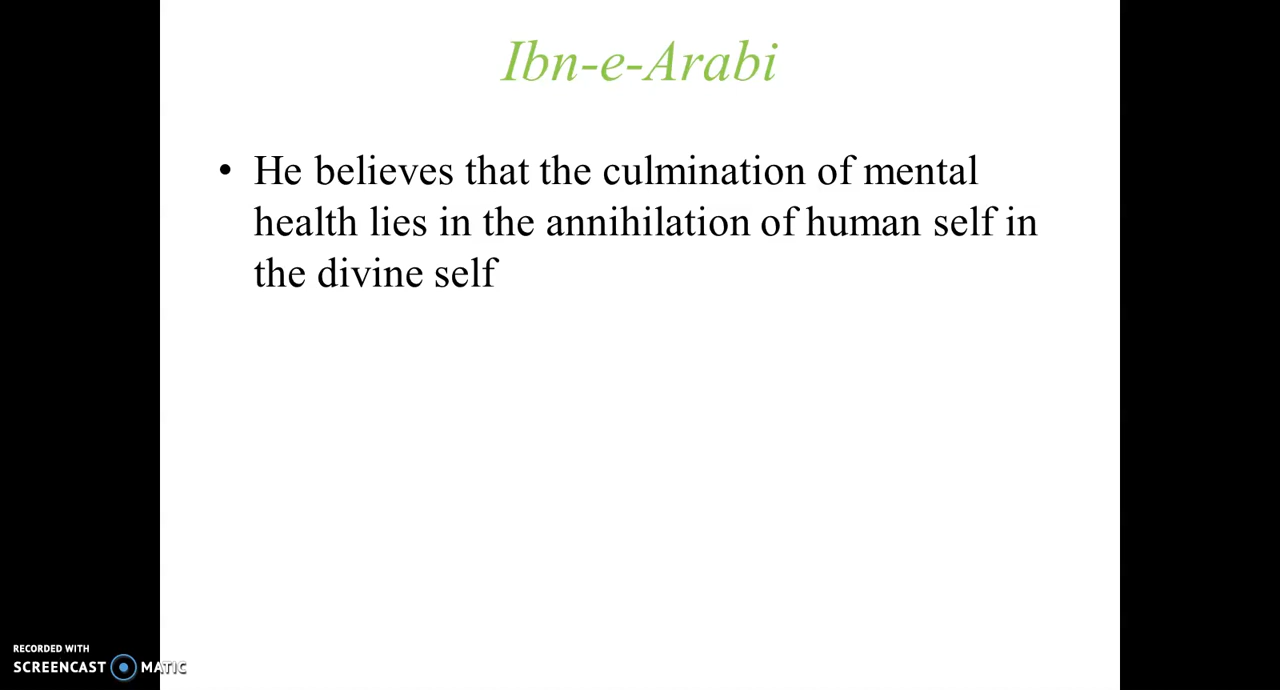 Ibn-e-Arabi
• He believes that the culmination of mental
health lies in the annihilation of human self in
the divine self
RECORDED WITH
SCREENCAST MATIC